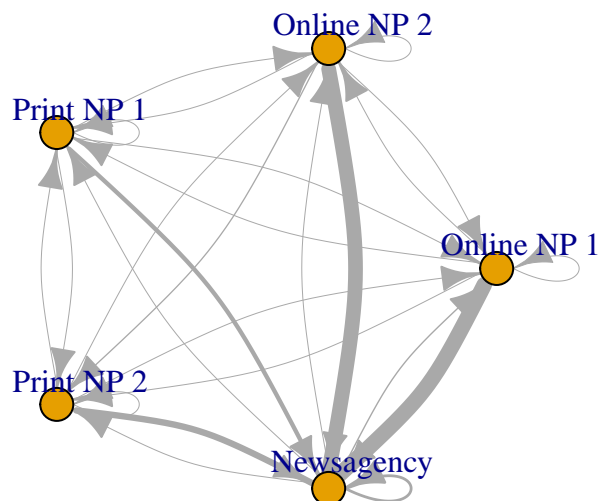 Online NP 2
Print NP 1
Online NP 1
Print NP 2
Newsagency